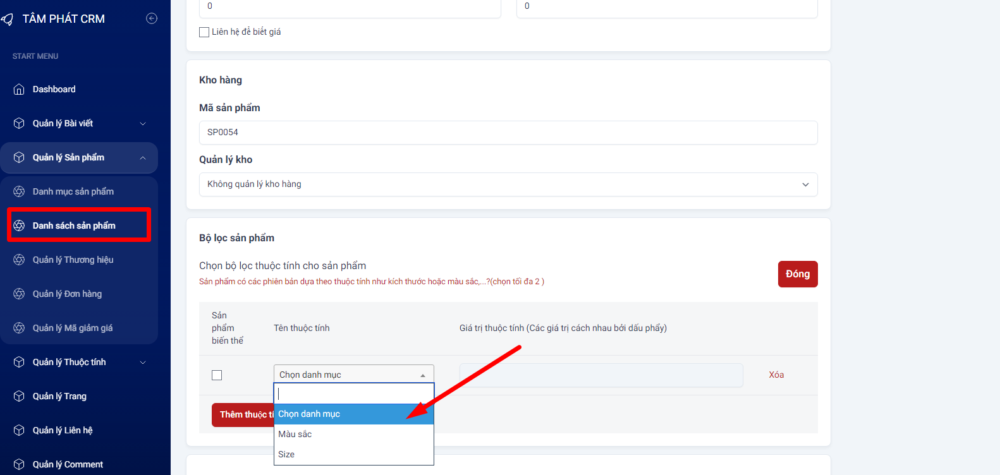 TÂM PHÁT CRM
START MENU
Dashboard
Quản lý Bài viết
Quản lý Sản phẩm
Danh mục sản phẩm
Danh sách sản phẩm
Quản lý Thương hiệu
Quản lý Đơn hàng
Quản lý Mã giảm giá
Quản lý Thuộc tính
Quản lý Trang
Quản lý Liên hệ
Quản lý Comment
0
0
Liên hệ để biết giá
Kho hàng
Mã sản phẩm
SP0054
Quản lý kho
Không quản lý kho hàng
Bộ lọc sản phẩm
Chọn bộ lọc thuộc tính cho sản phẩm
Sản phẩm có các phiên bản dựa theo thuộc tính như kích thước hoặc màu sắc,...?(chọn tối đa 2 )
Đóng
Sản
phẩm
biến thể
Tên thuộc tính
Giá trị thuộc tính (Các giá trị cách nhau bởi dấu phẩy)
Chọn danh mục
Xóa
Chọn danh mục
Màu sắc
Size
Thêm thuộc tí